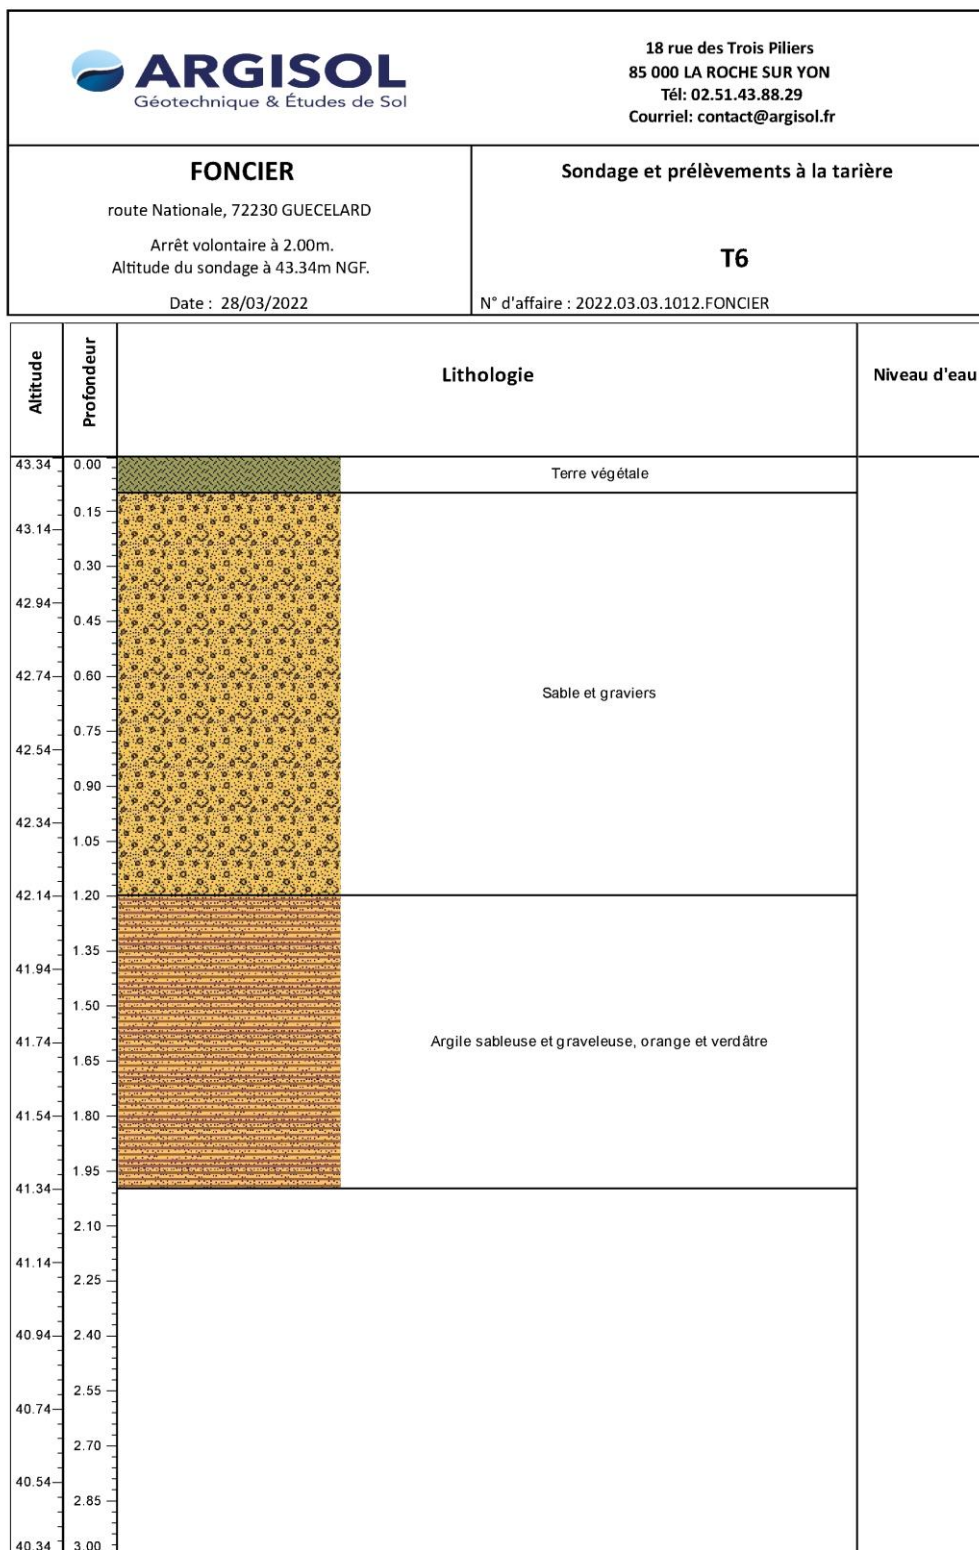 ARGISOL
Géotechnique & Études de Sol
18 rue des Trois Piliers
85 000 LA ROCHE SUR YON
Tél: 02.51.43.88.29
Courriel: contact@argisol.fr
FONCIER
route Nationale, 72230 GUECELARD
Arrêt volontaire à 2.00m.
Altitude du sondage à 43.34m NGF.
Date : 28/03/2022
Sondage et prélèvements à la tarière
T6
N° d'affaire : 2022.03.03.1012.FONCIER
Altitude
Profondeur
Lithologie
Niveau d'eau
43.34
0.00
Terre végétale
0.15
43.14
0.30
42.94
0.45
42.74
0.60
Sable et graviers
0.75
42.54
0.90
42.34
1.05
42.14
1.20
1.35
41.94
1.50
41.74
Argile sableuse et graveleuse, orange et verdâtre
1.65
41.54
1.80
1.95
41.34
2.10
41.14
2.25
40.94
2.40
2.55
40.74
2.70
40.54
2.85
40.34
3.00